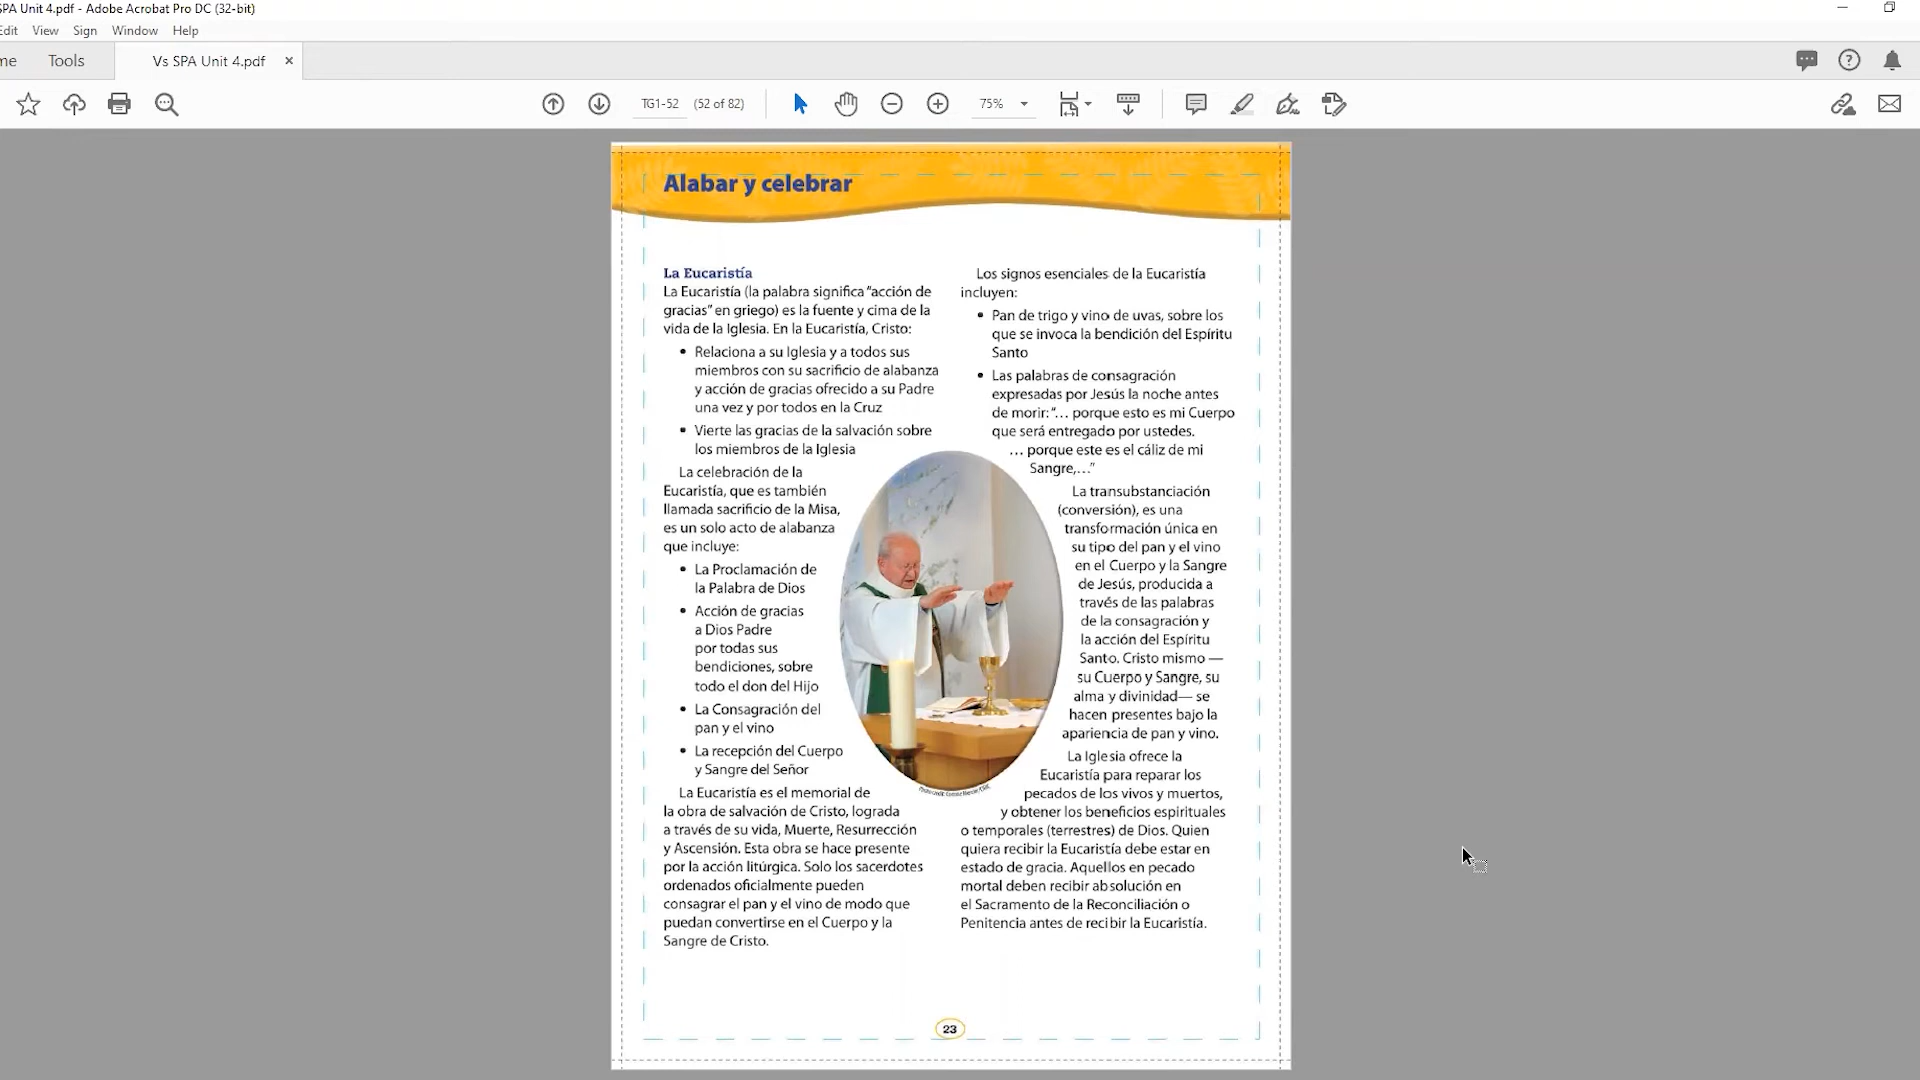 SPA Unit 4.pdf - Adobe Acrobat Pro DC (32-bit)
Edit View Sign Window Help
me Tools Vs SPA Unit 4.pdf ×
TG1-52 (52 of 82) 75%
Alabar y celebrar
La Eucaristía
La Eucaristía (la palabra significa "acción de
gracias" en griego) es la fuente y cima de la
vida de la Iglesia. En la Eucaristía, Cristo:
• Relaciona a su Iglesia y a todos sus
miembros con su sacrificio de alabanza
y acción de gracias ofrecido a su Padre
una vez y por todos en la Cruz
• Vierte las gracias de la salvación sobre
los miembros de la Iglesia
La celebración de la
Eucaristía, que es también
llamada sacrificio de la Misa,
es un solo acto de alabanza
que incluye:
• La Proclamación de
la Palabra de Dios
• Acción de gracias
a Dios Padre
por todas sus
bendiciones, sobre
todo el don del Hijo
• La Consagración del
pan y el vino
• La recepción del Cuerpo
y Sangre del Señor
La Eucaristía es el memorial de
la obra de salvación de Cristo, lograda
a través de su vida, Muerte, Resurrección
y Ascensión. Esta obra se hace presente
por la acción litúrgica. Solo los sacerdotes
ordenados oficialmente pueden
consagrar el pan y el vino de modo que
puedan convertirse en el Cuerpo y la
Sangre de Cristo.
Los signos esenciales de la Eucaristía
incluyen:
• Pan de trigo y vino de uvas, sobre los
que se invoca la bendición del Espíritu
Santo
• Las palabras de consagración
expresadas por Jesús la noche antes
de morir: "… porque esto es mi Cuerpo
que será entregado por ustedes.
… porque este es el cáliz de mi
Sangre,…"
La transubstanciación
(conversión), es una
transformación única en
su tipo del pan y el vino
en el Cuerpo y la Sangre
de Jesús, producida a
través de las palabras
de la consagración y
la acción del Espíritu
Santo. Cristo mismo —
su Cuerpo y Sangre, su
alma y divinidad— se
hacen presentes bajo la
apariencia de pan y vino.
La Iglesia ofrece la
Eucaristía para reparar los
pecados de los vivos y muertos,
y obtener los beneficios espirituales
o temporales (terrestres) de Dios. Quien
quiera recibir la Eucaristía debe estar en
estado de gracia. Aquellos en pecado
mortal deben recibir absolución en
el Sacramento de la Reconciliación o
Penitencia antes de recibir la Eucaristía.
23